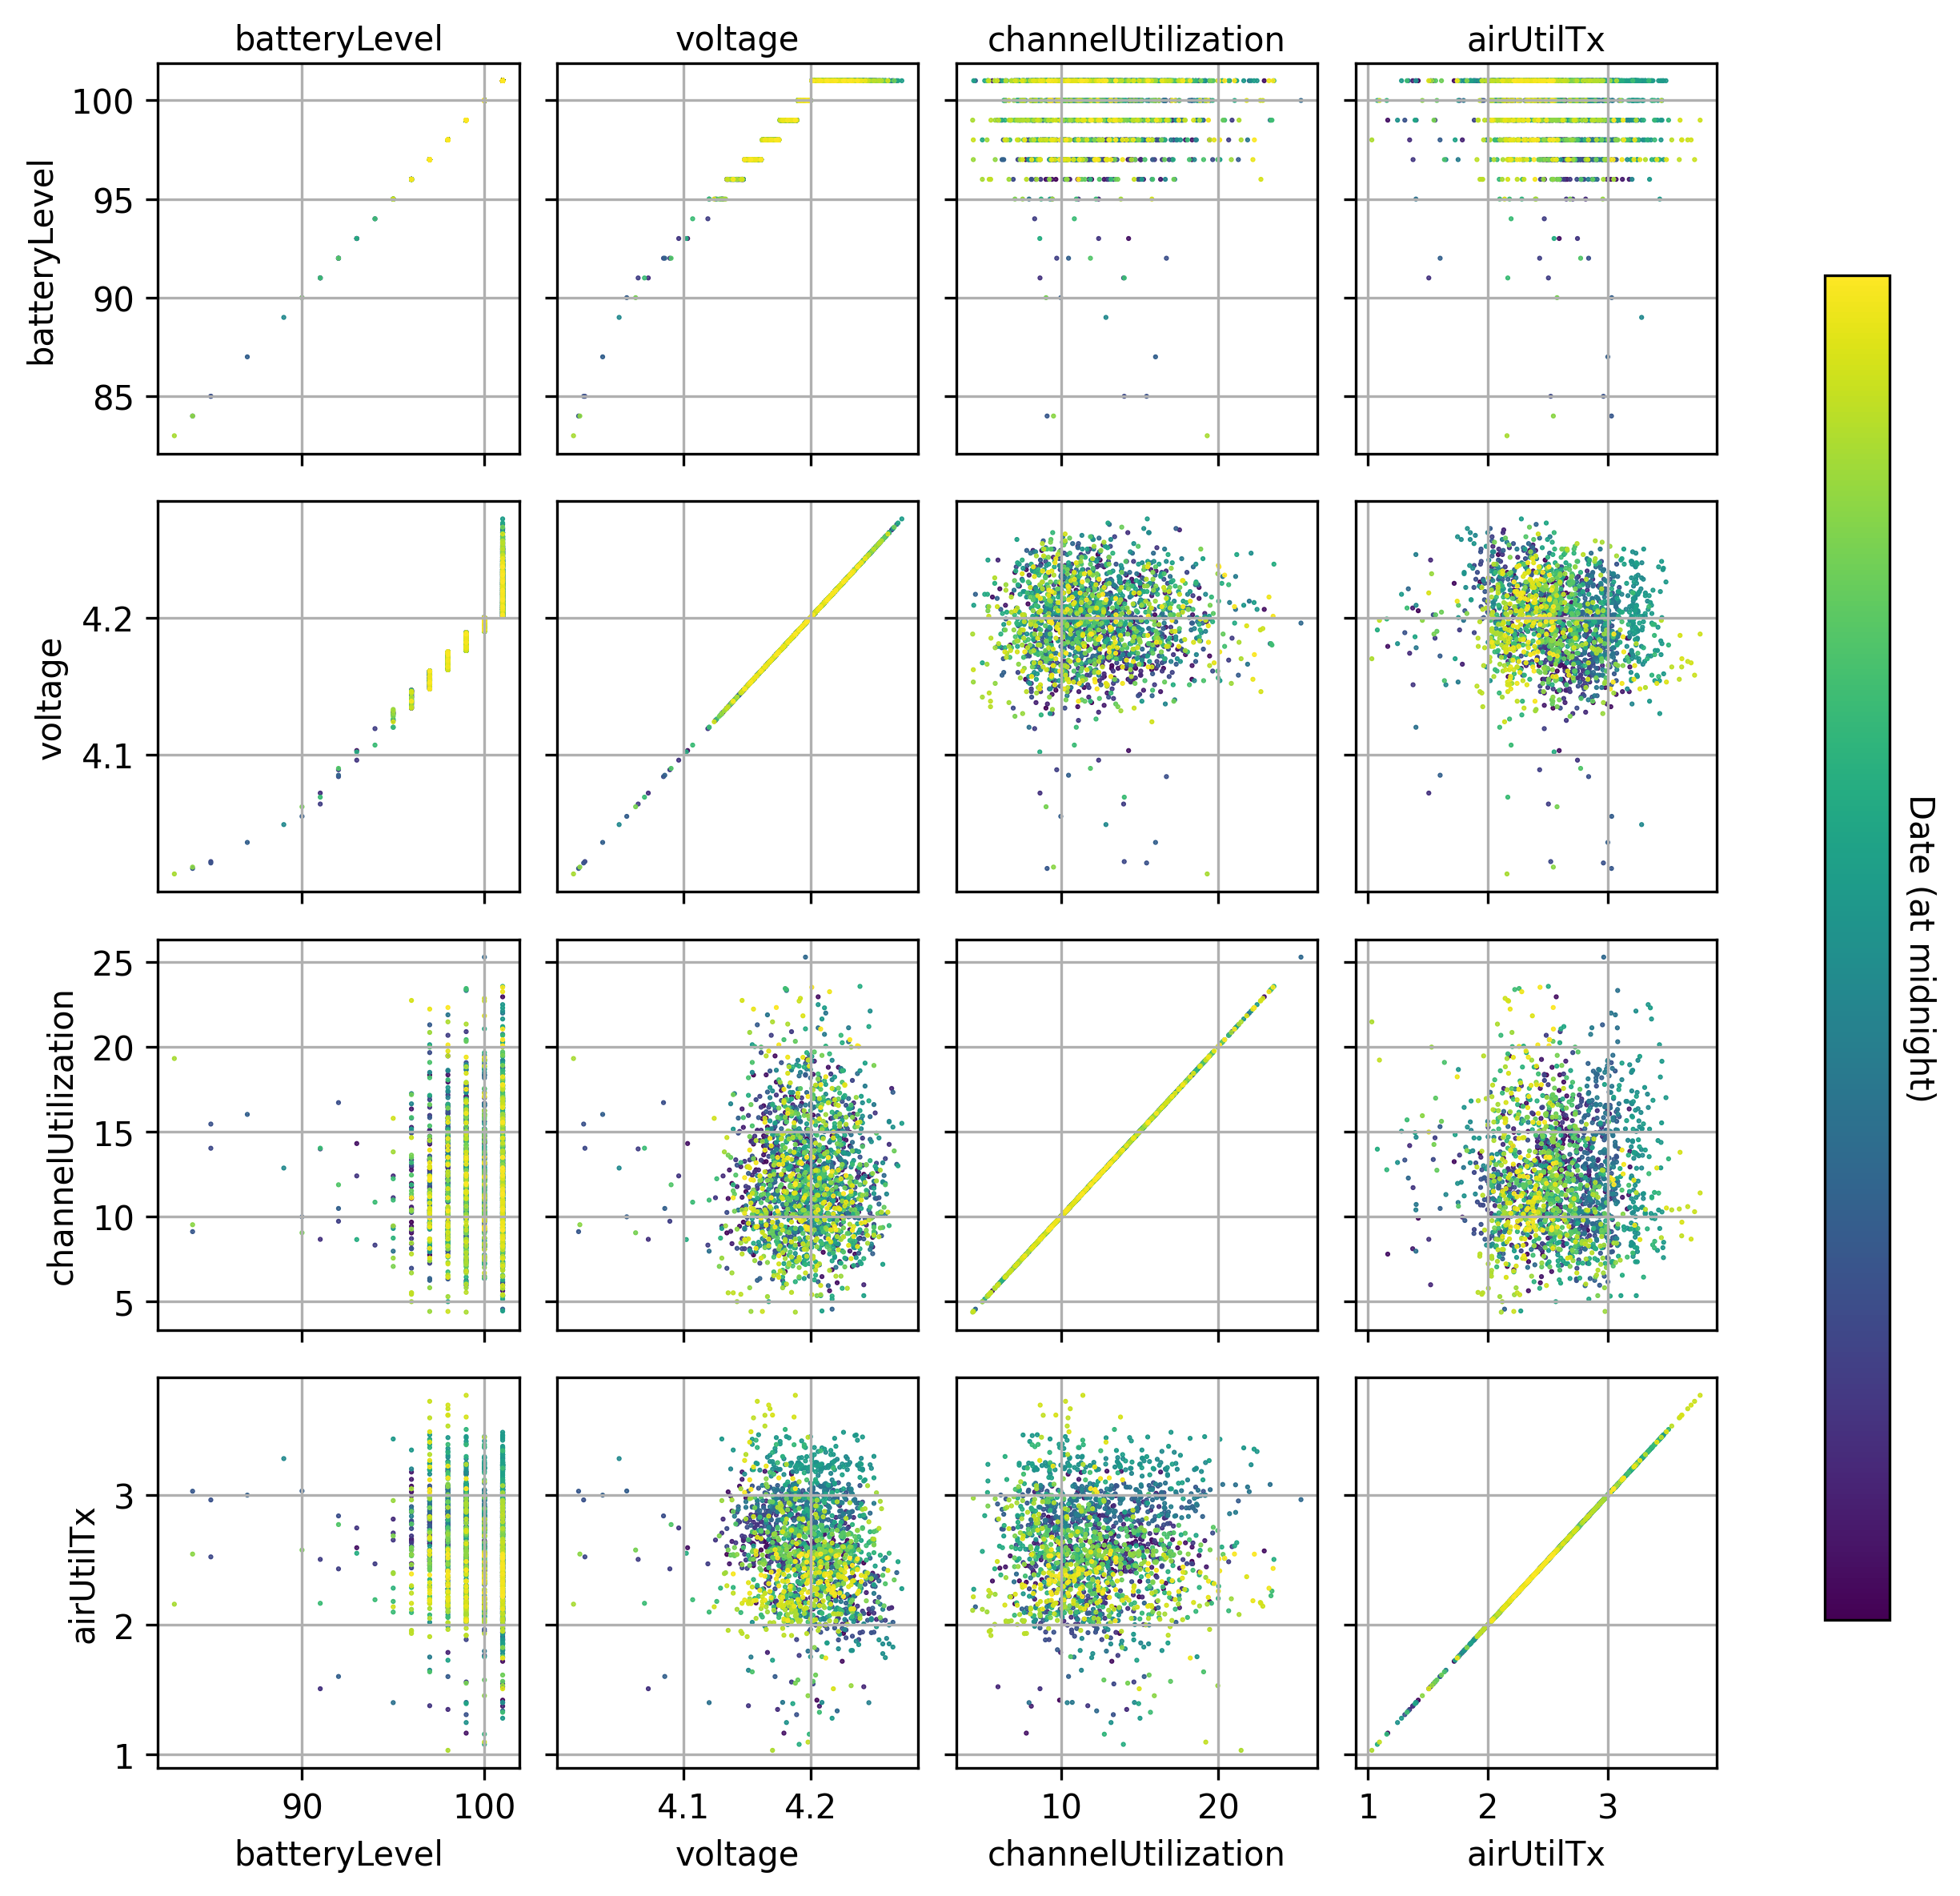 batteryLevel voltage channelUtilization airUtilTx
batteryLevel
100
95
90
85
voltage
4.2
4.1
channelUtilization
25
20
15
10
5
airUtilTx
3
2
1
90 100 4.1 4.2 10 20 1 2 3
batteryLevel voltage channelUtilization airUtilTx
Date (at midnight)